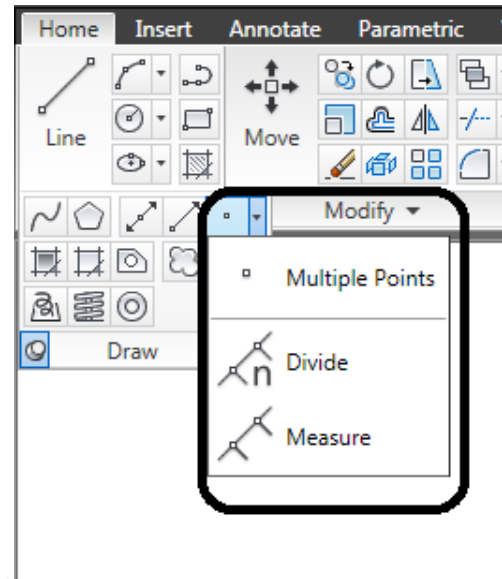 Home Insert Annotate Parametric
Line
Move
Modify
Multiple Points
n Divide
Measure
Draw